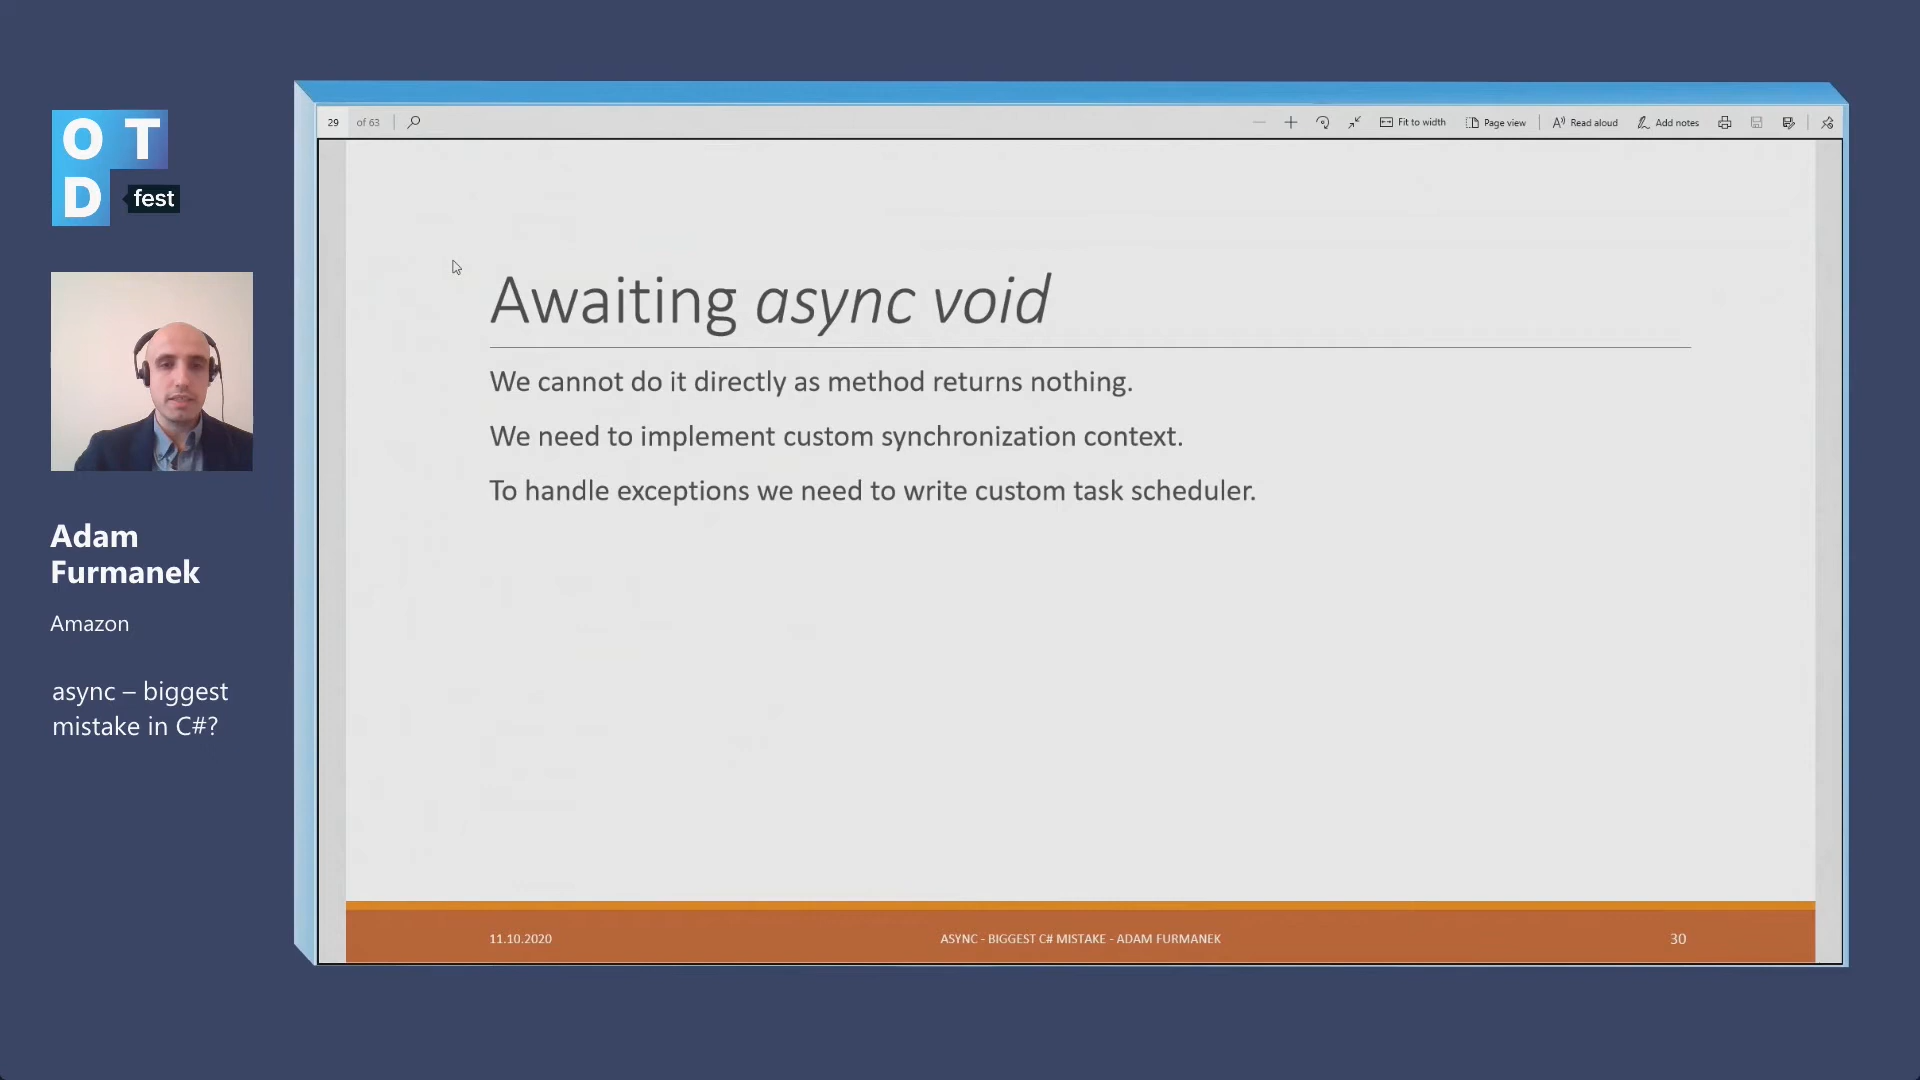 O T
D fest
Adam
Furmanek
Amazon
async – biggest
mistake in C#?
29 of 63 Fit to width Page view Read aloud Add notes
Awaiting async void
We cannot do it directly as method returns nothing.
We need to implement custom synchronization context.
To handle exceptions we need to write custom task scheduler.
11.10.2020 ASYNC - BIGGEST C# MISTAKE - ADAM FURMANEK 30